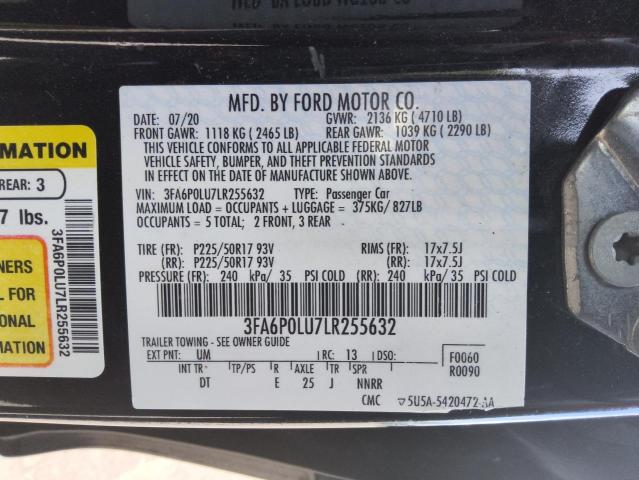 MFD. BY FORD MOTOR CO.
DATE: 07/20 GVWR: 2136 KG ( 4710 LB)
FRONT GAWR: 1118 KG ( 2465 LB) REAR GAWR: 1039 KG ( 2290 LB)
THIS VEHICLE CONFORMS TO ALL APPLICABLE FEDERAL MOTOR
VEHICLE SAFETY, BUMPER, AND THEFT PREVENTION STANDARDS
IN EFFECT ON THE DATE OF MANUFACTURE SHOWN ABOVE.
VIN: 3FA6P0LU7LR255632 TYPE: Passenger Car
MAXIMUM LOAD = OCCUPANTS + LUGGAGE = 375KG/ 827LB
OCCUPANTS = 5 TOTAL; 2 FRONT, 3 REAR
TIRE (FR): P225/50R17 93V RIMS (FR): 17x7.5J
(RR): P225/50R17 93V (RR): 17x7.5J
PRESSURE (FR): 240 kPa/ 35 PSI COLD (RR): 240 kPa/ 35 PSI COLD
3FA6P0LU7LR255632
TRAILER TOWING - SEE OWNER GUIDE
EXT PNT: UM RC: 13 DSO: F0060
R0090
INT TR TP/PS R AXLE TR SPR
DT E 25 J NNRR
CMC 5U5A-5420472-AA
RMATION
REAR: 3
7 lbs.
NERS
L FOR
ONAL
RMATION
3FA6P0LU7LR255632